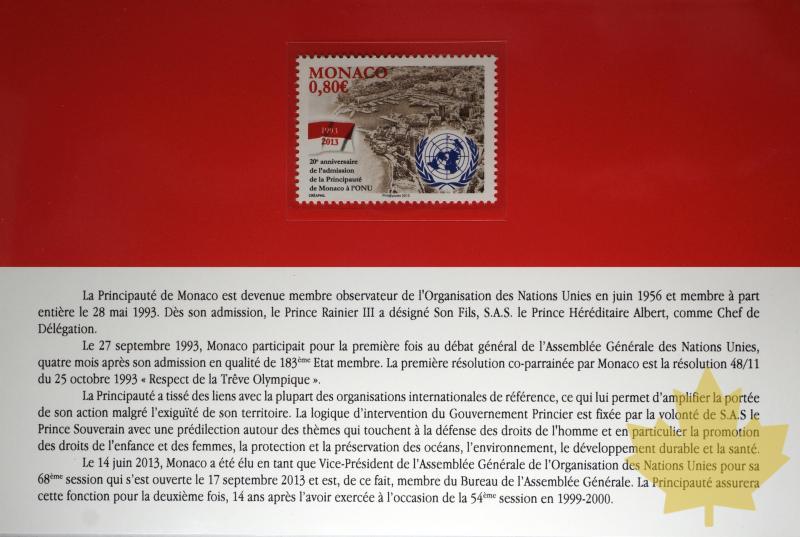 MONACO
0,80€
1993
2013
20e anniversaire
de l'admission
de la Principauté
de Monaco à l'ONU
La Principauté de Monaco est devenue membre observateur de l'Organisation des Nations Unies en juin 1956 et membre à part
entière le 28 mai 1993. Dès son admission, le Prince Rainier III a désigné Son Fils, S.A.S. le Prince Héréditaire Albert, comme Chef de
Délégation.
Le 27 septembre 1993, Monaco participait pour la première fois au débat général de l'Assemblée Générale des Nations Unies,
quatre mois après son admission en qualité de 183ème Etat membre. La première résolution co-parrainée par Monaco est la résolution 48/11
du 25 octobre 1993 « Respect de la Trêve Olympique ».
La Principauté a tissé des liens avec la plupart des organisations internationales de référence, ce qui lui permet d'amplifier la portée
de son action malgré l'exiguïté de son territoire. La logique d'intervention du Gouvernement Princier est fixée par la volonté de S.A.S le
Prince Souverain avec une prédilection autour des thèmes qui touchent à la défense des droits de l'homme et en particulier la promotion
des droits de l'enfance et des femmes, la protection et la préservation des océans, l'environnement, le développement durable et la santé.
Le 14 juin 2013, Monaco a été élu en tant que Vice-Président de l'Assemblée Générale de l'Organisation des Nations Unies pour sa
68ème session qui s'est ouverte le 17 septembre 2013 et est, de ce fait, membre du Bureau de l'Assemblée Générale. La Principauté assurera
cette fonction pour la deuxième fois, 14 ans après l'avoir exercée à l'occasion de la 54ème session en 1999-2000.